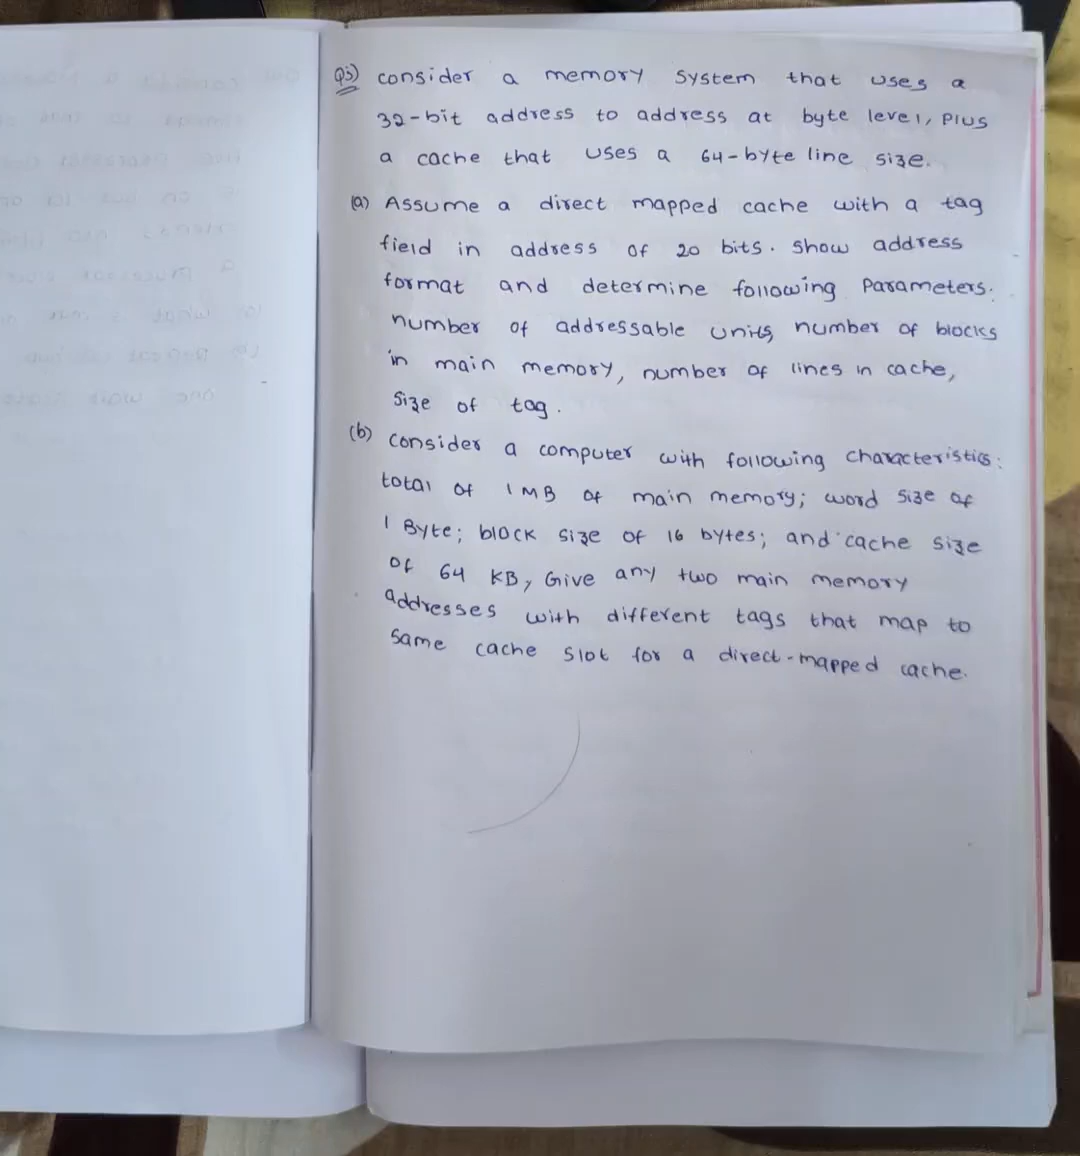 Q3) consider a memory system that uses a
32-bit address to address at byte level, plus
a cache that uses a 64-byte line size.
(a) Assume a direct mapped cache with a tag
field in address of 20 bits. show address
format and determine following parameters.
number of addressable units, number of blocks
in main memory, number of lines in cache,
size of tag.
(b) consider a computer with following characteristics:
total of 1 MB of main memory; word size of
1 Byte; block size of 16 bytes; and cache size
of 64 KB, Give any two main memory
addresses with different tags that map to
same cache slot for a direct-mapped cache.